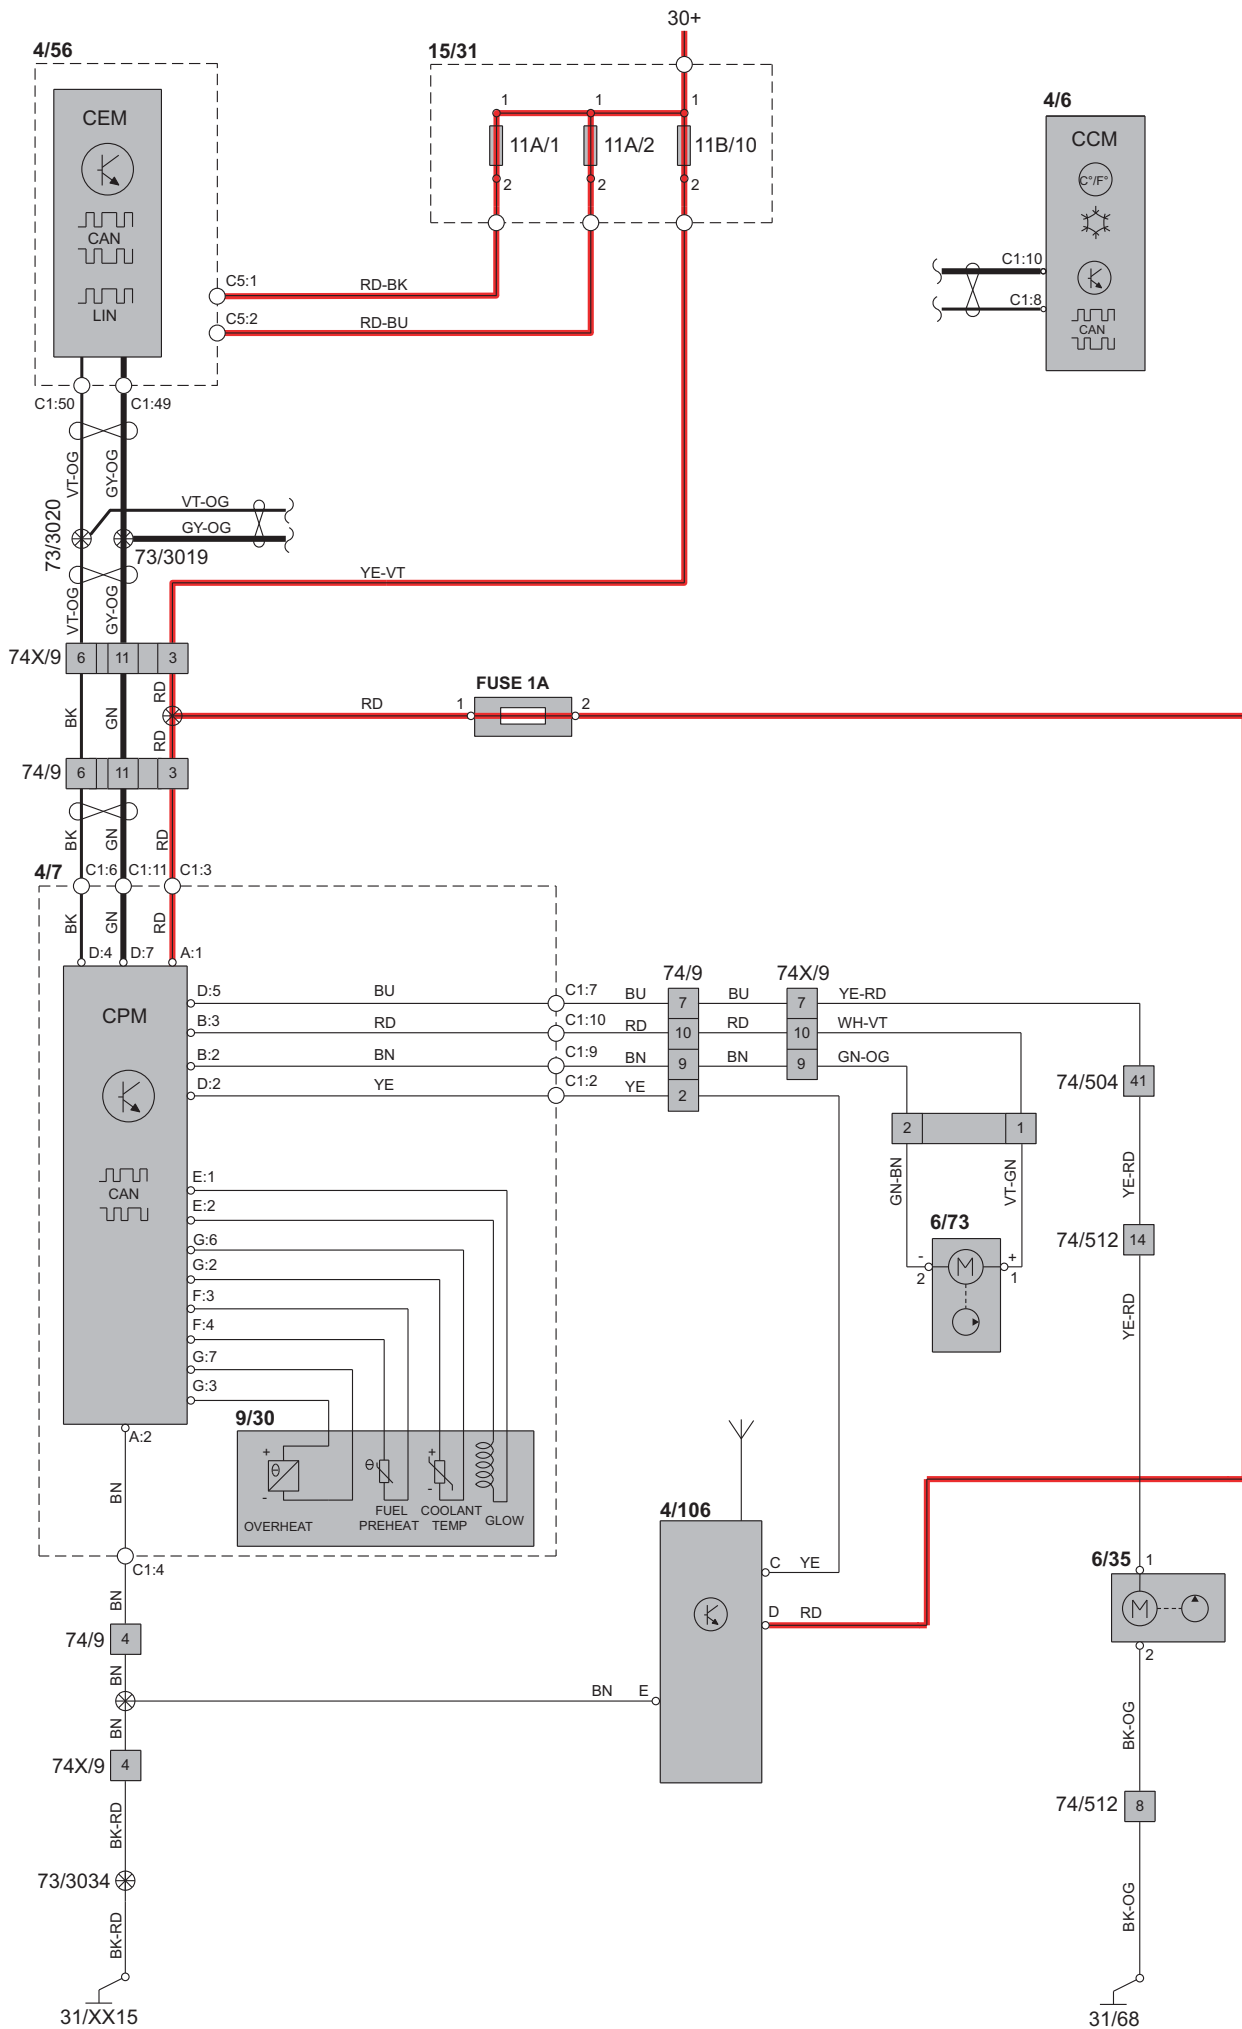 30+
4/56
15/31
4/6
CEM
CAN
LIN
1 1 1
11A/1 11A/2 11B/10
2 2 2
CCM
C°/F°
CAN
C1:10
C1:8
C5:1 RD-BK
C5:2 RD-BU
C1:50 C1:49
VT-OG GY-OG
VT-OG
GY-OG
73/3020
73/3019
YE-VT
VT-OG GY-OG
74X/9 6 11 3
RD
FUSE 1A
RD 1 2
BK GN RD
74/9 6 11 3
BK GN RD
4/7 C1:6 C1:11 C1:3
BK GN RD
D:4 D:7 A:1
CPM
CAN
74/9 74X/9
D:5 BU C1:7 BU 7 BU 7 YE-RD
B:3 RD C1:10 RD 10 RD 10 WH-VT
B:2 BN C1:9 BN 9 BN 9 GN-OG
D:2 YE C1:2 YE 2
74/504 41
2 1
GN-BN VT-GN YE-RD
E:1
E:2
G:6
G:2
F:3
F:4
G:7
G:3
6/73
74/512 14
- +
2 M 1
YE-RD
A:2
9/30
+ θ -
θ
+ -
OVERHEAT
FUEL PREHEAT
COOLANT TEMP
GLOW
BN
C1:4
4/106
C YE
D RD
6/35 1
M
2
BN
74/9 4
BN
BN E
BN
74X/9 4
BK-OG
74/512 8
BK-RD
73/3034
BK-RD
BK-OG
31/XX15
31/68